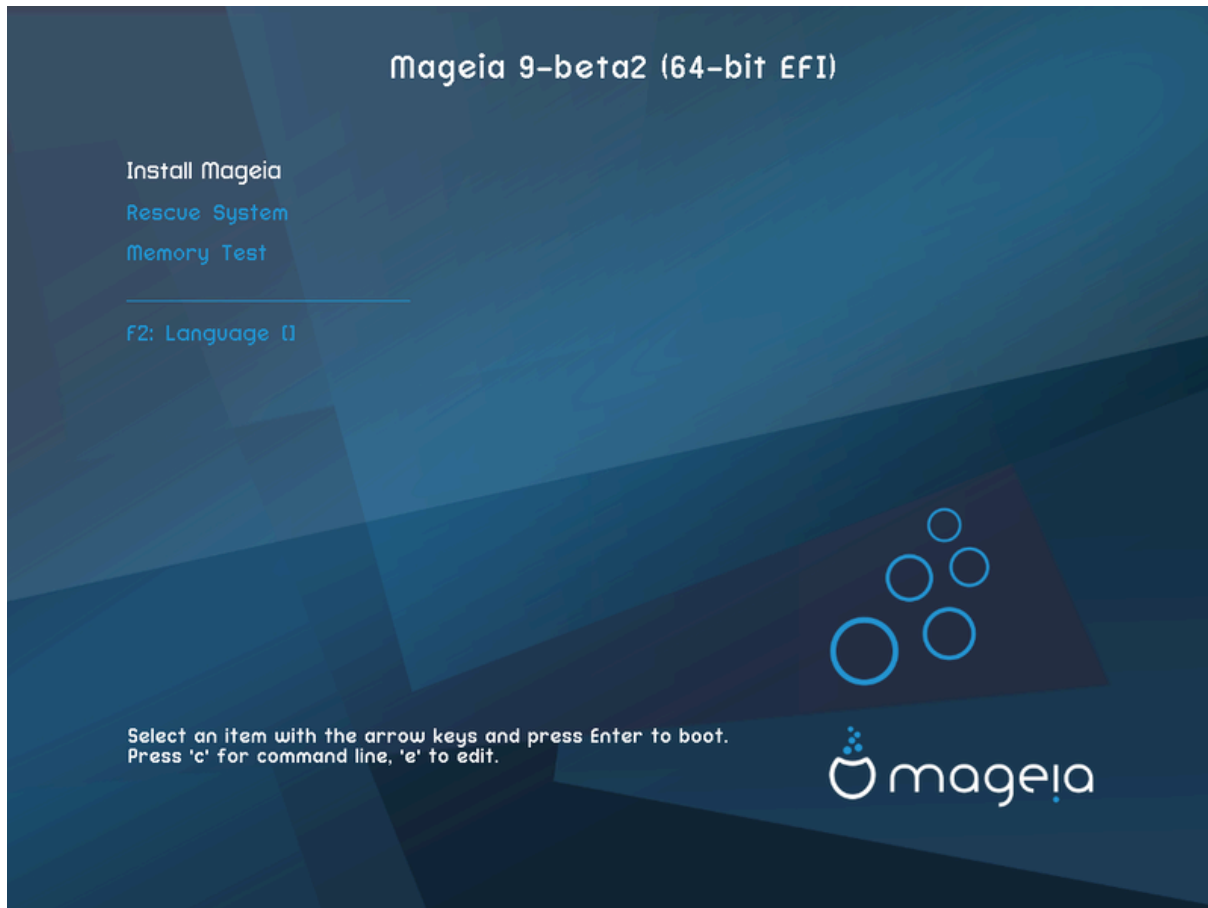 Mageia 9-beta2 (64-bit EFI)
Install Mageia
Rescue System
Memory Test
F2: Language []
Select an item with the arrow keys and press Enter to boot.
Press 'c' for command line, 'e' to edit.
mageia